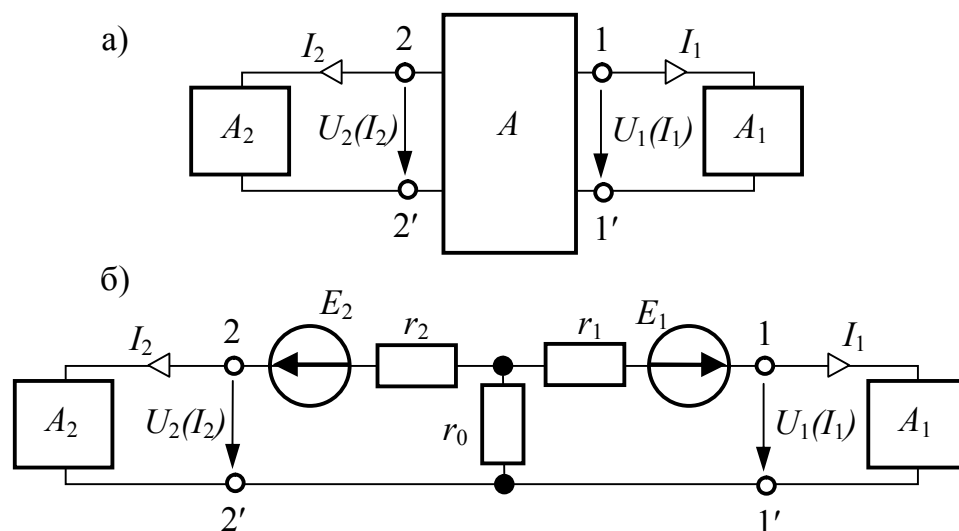 а)
I₂ 2 1 I₁
A₂ U₂(I₂) A U₁(I₁) A₁
2′ 1′
б)
I₂ 2 E₂ r₂ r₁ E₁ 1 I₁
A₂ U₂(I₂) r₀ U₁(I₁) A₁
2′ 1′